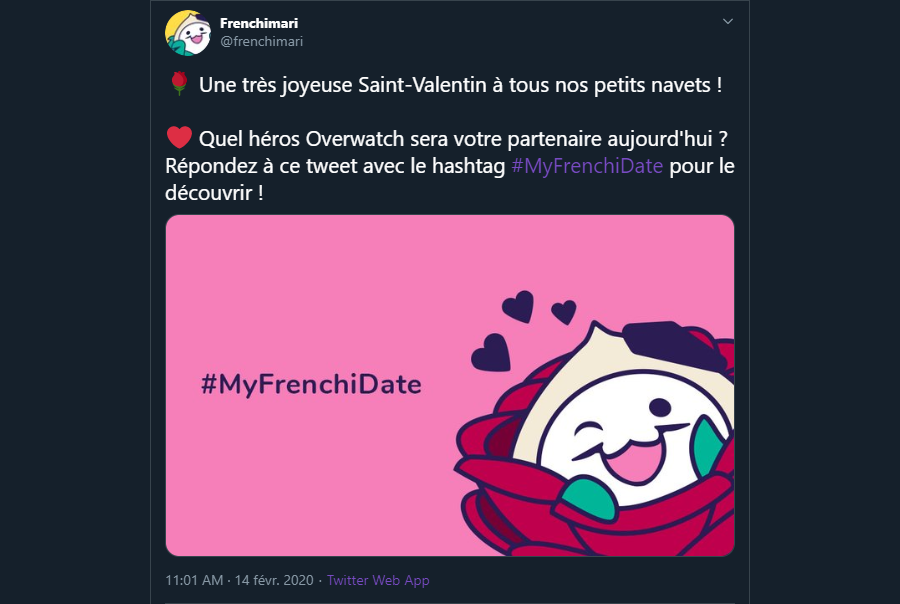 Frenchimari
@frenchimari
🌹 Une très joyeuse Saint-Valentin à tous nos petits navets !
❤️ Quel héros Overwatch sera votre partenaire aujourd'hui ?
Répondez à ce tweet avec le hashtag #MyFrenchiDate pour le
découvrir !
#MyFrenchiDate
11:01 AM · 14 févr. 2020 · Twitter Web App